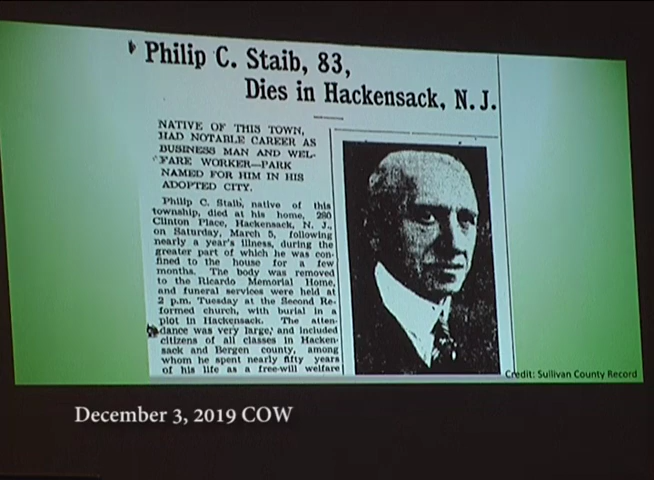 Philip C. Staib, 83,
Dies in Hackensack, N. J.
NATIVE OF THIS TOWN,
HAD NOTABLE CAREER AS
BUSINESS MAN AND WEL-
FARE WORKER—PARK
NAMED FOR HIM IN HIS
ADOPTED CITY.
Philip C. Staib, native of this
township, died at his home, 280
Clinton Place, Hackensack, N. J.,
on Saturday, March 5, following
nearly a year's illness, during the
greater part of which he was con-
fined to the house for a few
months. The body was removed
to the Ricardo Memorial Home,
and funeral services were held at
2 p.m. Tuesday at the Second Re-
formed church, with burial in a
plot in Hackensack. The atten-
dance was very large, and included
citizens of all classes in Hacken-
sack and Bergen county, among
whom he spent nearly fifty years
of his life as a free-will welfare
Credit: Sullivan County Record
December 3, 2019 COW